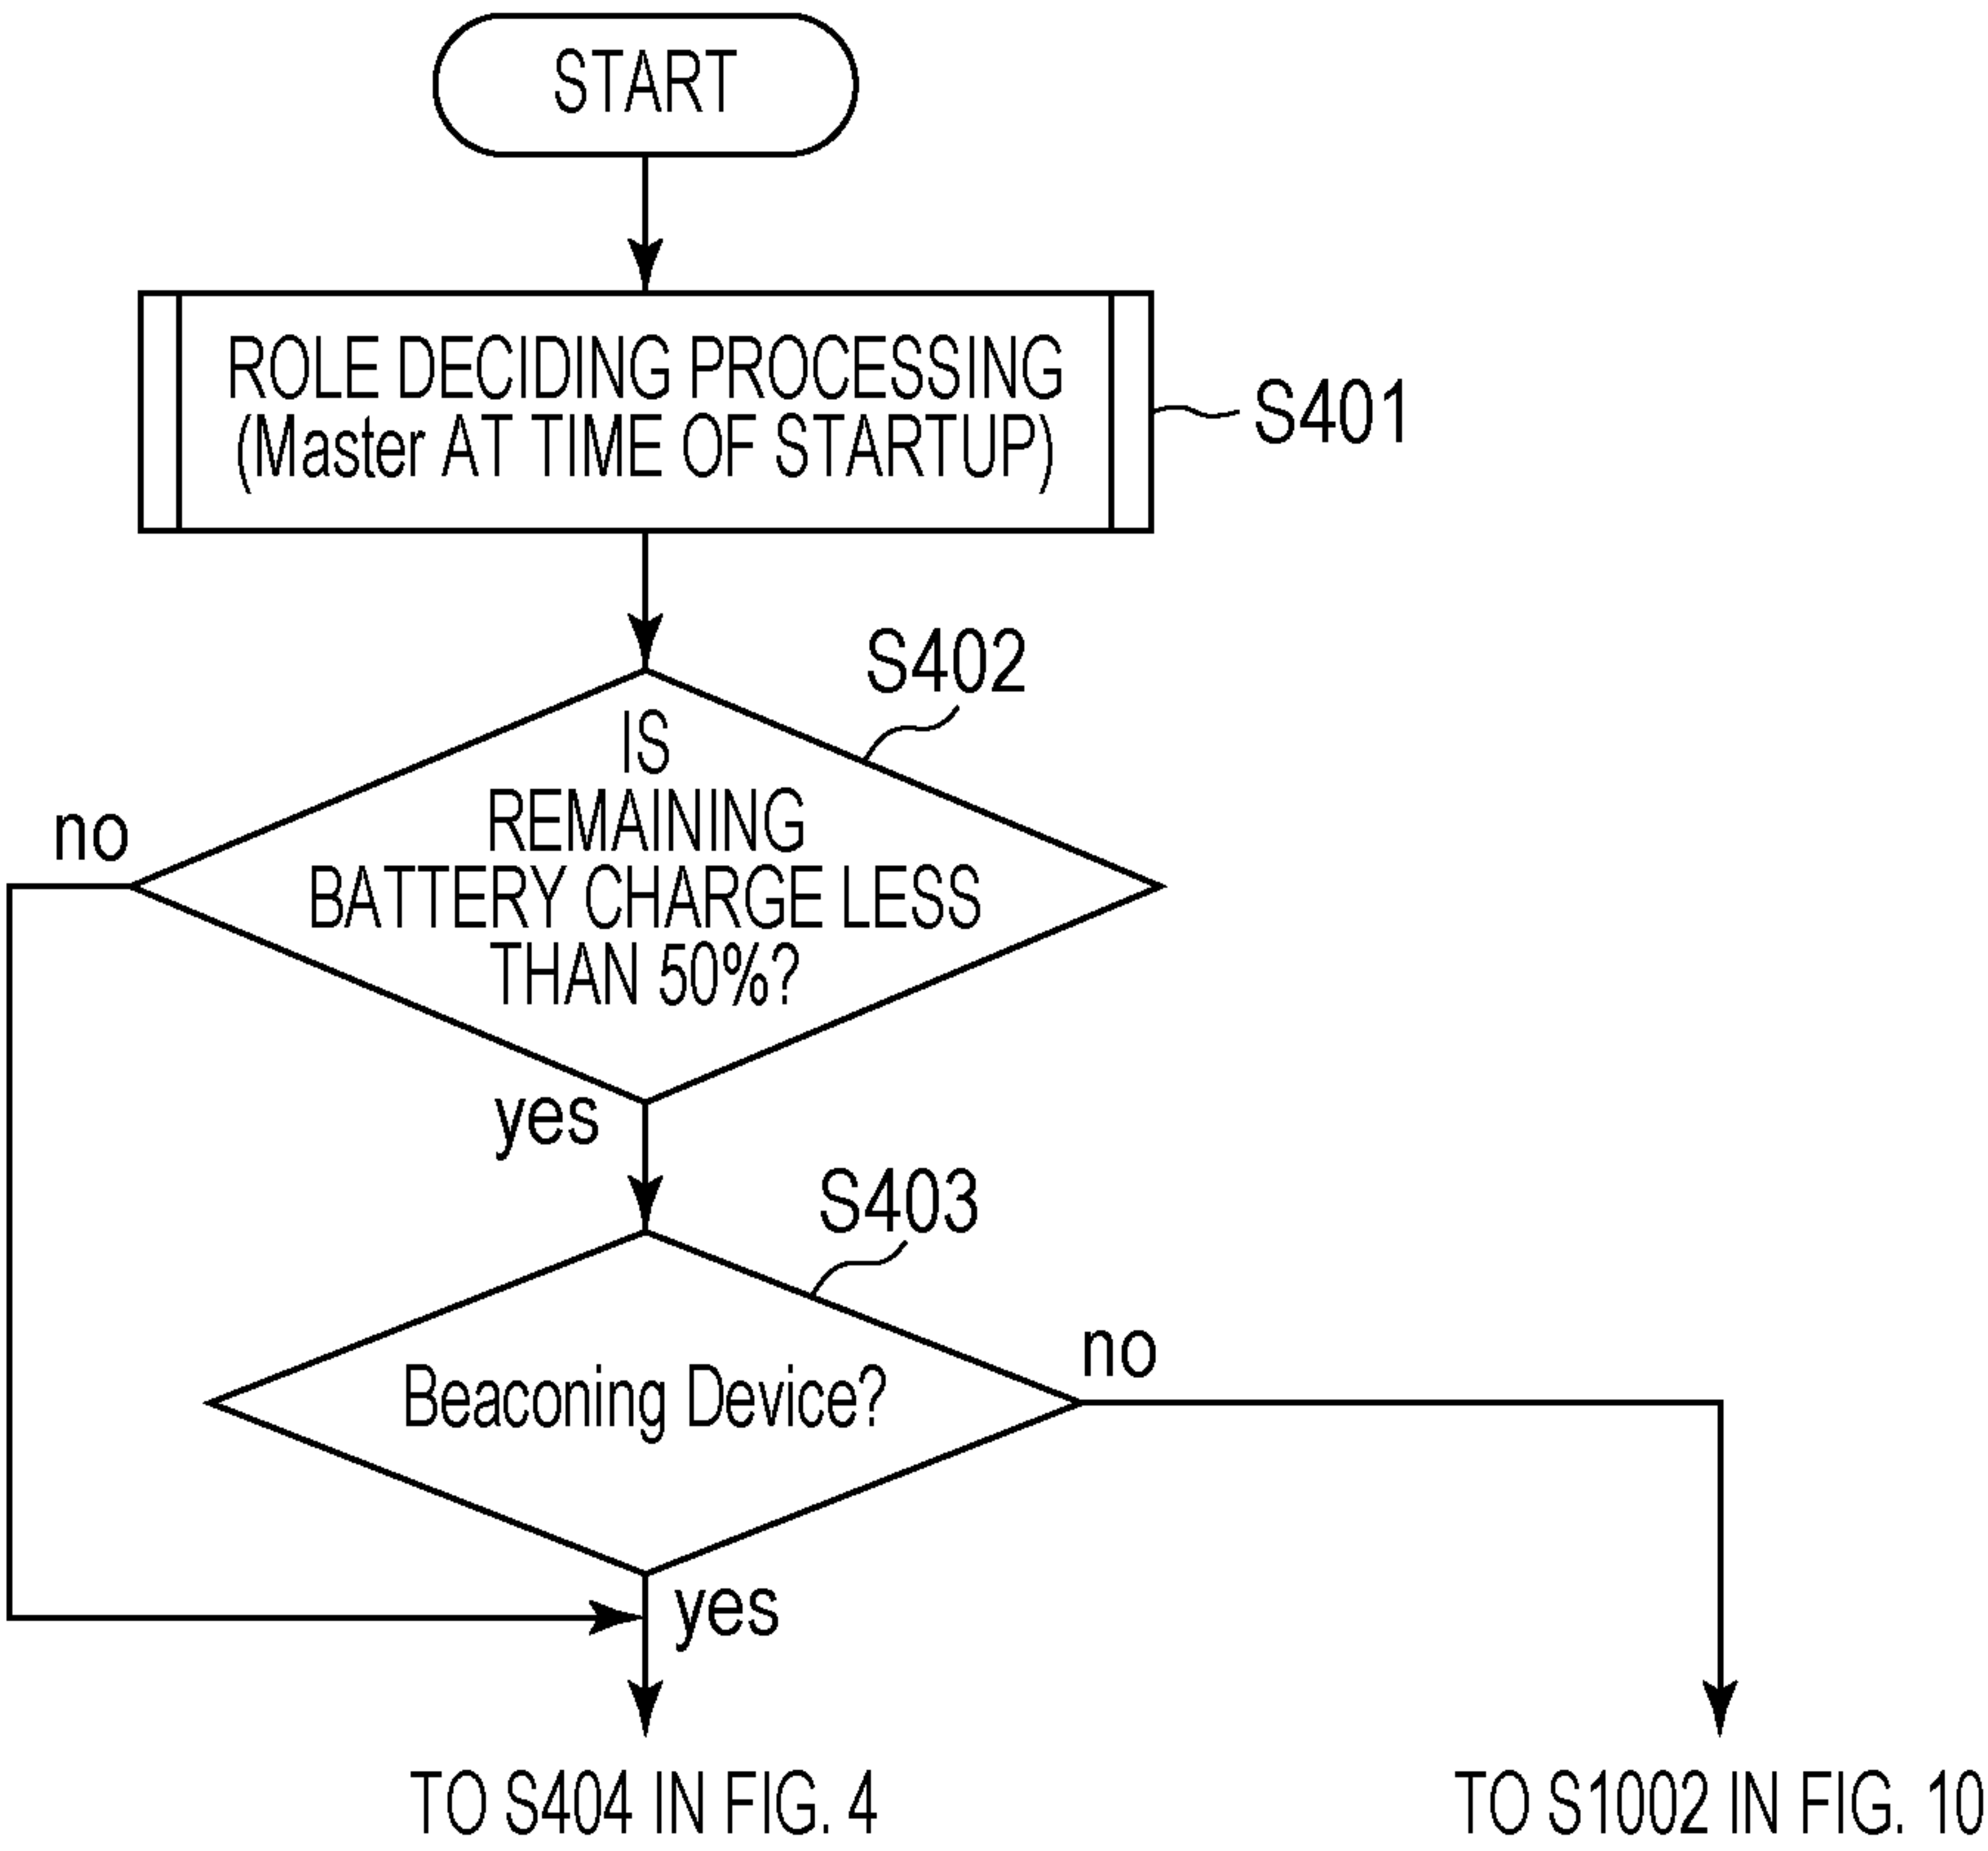 START
ROLE DECIDING PROCESSING
(Master AT TIME OF STARTUP)
S401
S402
IS
REMAINING
BATTERY CHARGE LESS
THAN 50%?
no
yes
S403
Beaconing Device?
no
yes
TO S404 IN FIG. 4
TO S1002 IN FIG. 10